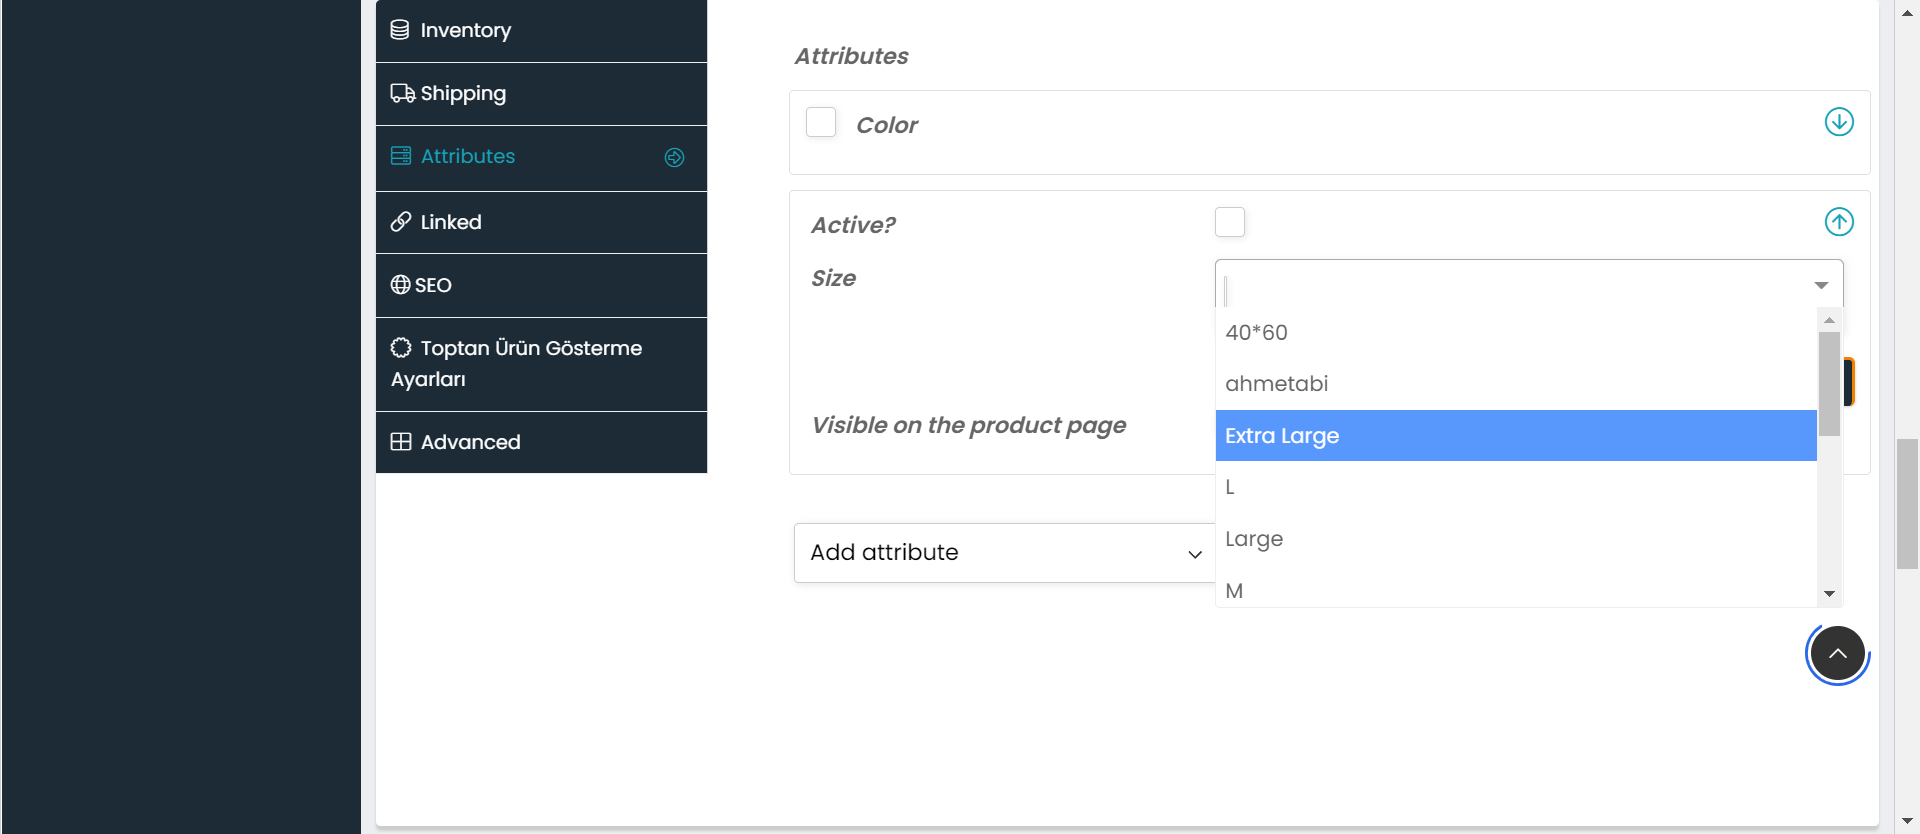 Inventory
Shipping
Attributes
Linked
SEO
Toptan Ürün Gösterme
Ayarları
Advanced
Attributes
Color
Active?
Size
40*60
ahmetabi
Extra Large
L
Large
M
Visible on the product page
Add attribute